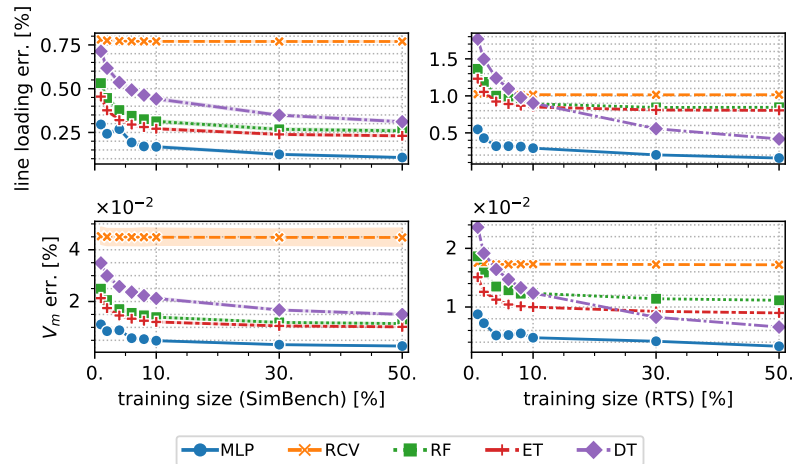 line loading err. [%]
0.75
0.50
0.25
1.5
1.0
0.5
×10⁻²
×10⁻²
V_m err. [%]
4
2
2
1
0. 10. 30. 50.
0. 10. 30. 50.
training size (SimBench) [%]
training size (RTS) [%]
MLP RCV RF ET DT